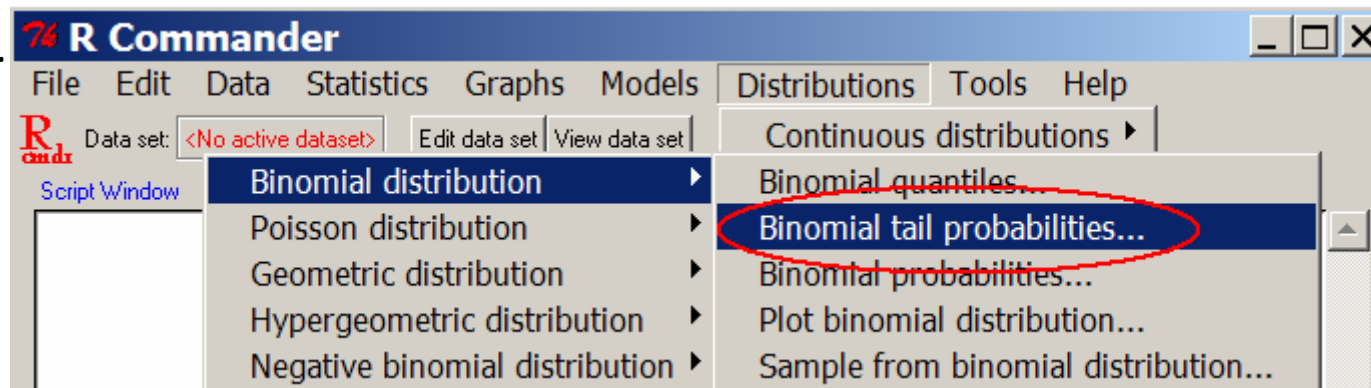 R Commander
.
File Edit Data Statistics Graphs Models Distributions Tools Help
R cmdr Data set: <No active dataset> Edit data set View data set Continuous distributions
Script Window Binomial distribution Binomial quantiles...
Poisson distribution Binomial tail probabilities...
Geometric distribution Binomial probabilities...
Hypergeometric distribution Plot binomial distribution...
Negative binomial distribution Sample from binomial distribution...